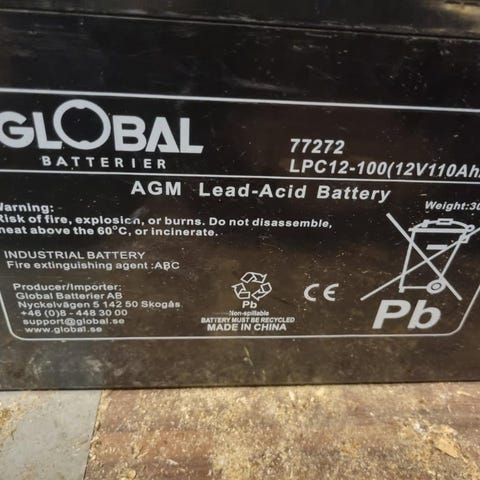 GLOBAL
BATTERIER
77272
LPC12-100(12V110Ah
AGM Lead-Acid Battery
Warning:
Weight:30
Risk of fire, explosion, or burns. Do not disassemble,
heat above the 60°C, or incinerate.
INDUSTRIAL BATTERY
Fire extinguishing agent :ABC
Producer/Importer:
Global Batterier AB
Nyckelvägen 5 142 50 Skogås
+46 (0)8 - 448 30 00
support@global.se
www.global.se
Pb
Non-spillable
BATTERY MUST BE RECYCLED
MADE IN CHINA
CE
Pb